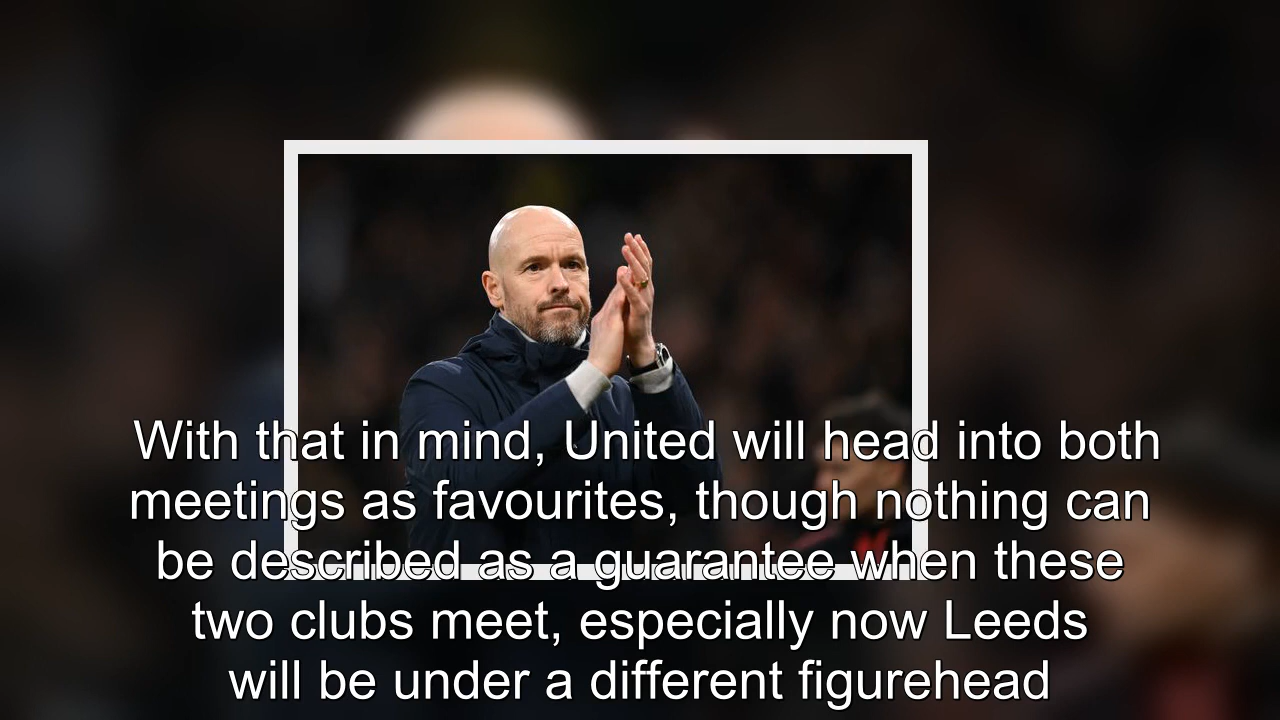 With that in mind, United will head into both
meetings as favourites, though nothing can
be described as a guarantee when these
two clubs meet, especially now Leeds
will be under a different figurehead